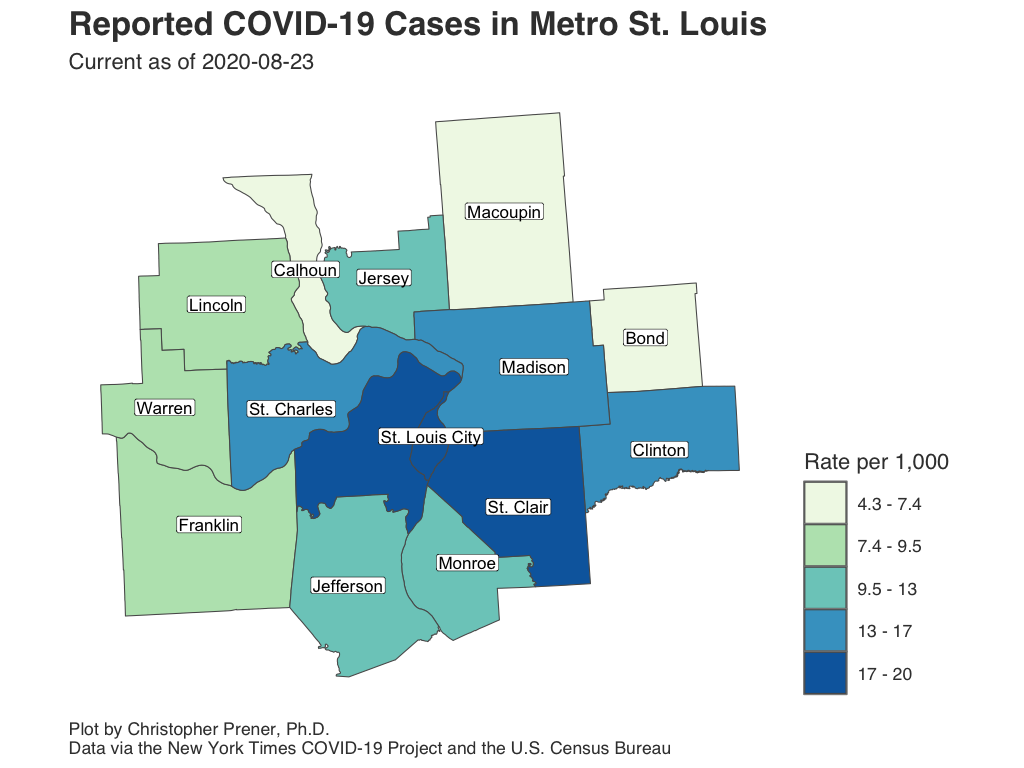 Reported COVID-19 Cases in Metro St. Louis
Current as of 2020-08-23
Macoupin
Calhoun
Jersey
Lincoln
Bond
Madison
Warren
St. Charles
St. Louis City
Clinton
St. Clair
Franklin
Monroe
Jefferson
Rate per 1,000
4.3 - 7.4
7.4 - 9.5
9.5 - 13
13 - 17
17 - 20
Plot by Christopher Prener, Ph.D.
Data via the New York Times COVID-19 Project and the U.S. Census Bureau